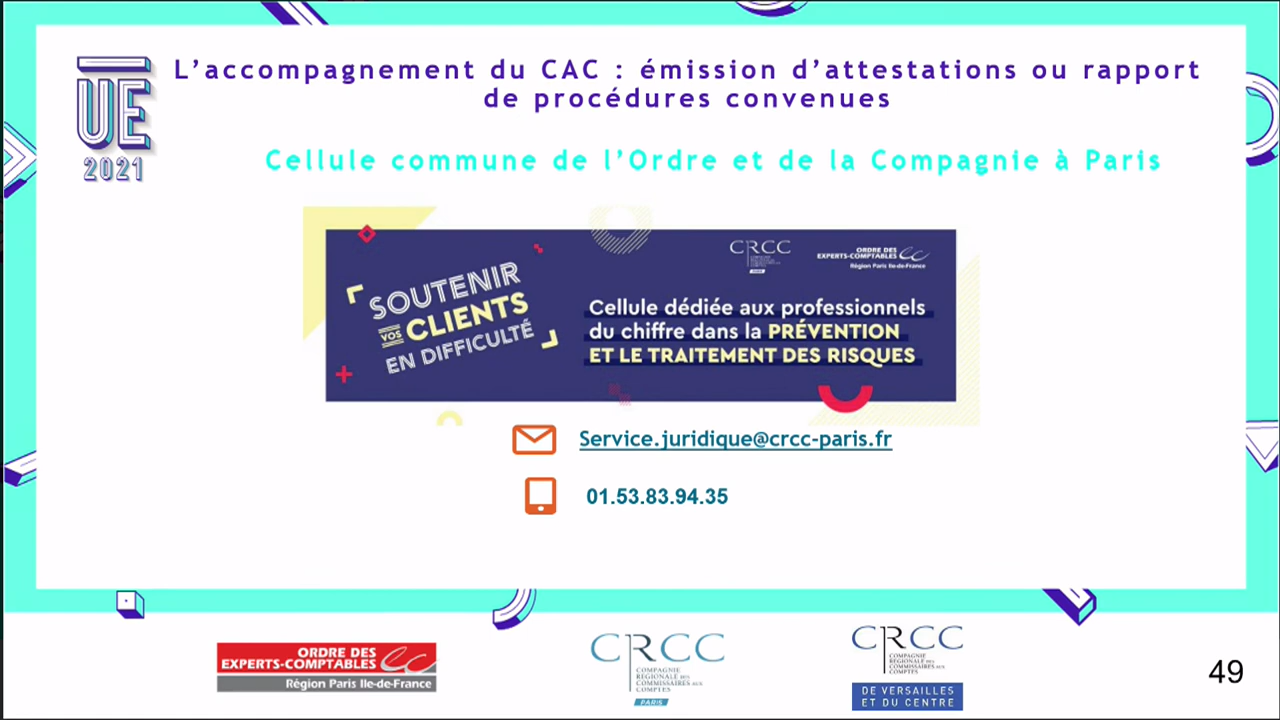 UE
2021
L'accompagnement du CAC : émission d'attestations ou rapport
de procédures convenues
Cellule commune de l'Ordre et de la Compagnie à Paris
SOUTENIR
VOS CLIENTS
EN DIFFICULTÉ
CRCC
ORDRE DES
EXPERTS-COMPTABLES
Région Paris Ile-de-France
Cellule dédiée aux professionnels
du chiffre dans la PRÉVENTION
ET LE TRAITEMENT DES RISQUES
Service.juridique@crcc-paris.fr
01.53.83.94.35
ORDRE DES
EXPERTS-COMPTABLES
Région Paris Ile-de-France
CRCC
COMPAGNIE
RÉGIONALE DES
COMMISSAIRES AUX
COMPTES
PARIS
CRCC
COMPAGNIE
RÉGIONALE DES
COMMISSAIRES AUX
COMPTES
DE VERSAILLES
ET DU CENTRE
49